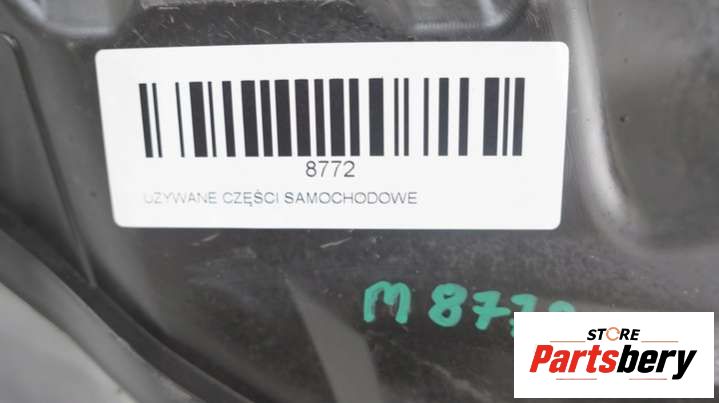 8772
UŻYWANE CZĘŚCI SAMOCHODOWE
STORE
Partsbery